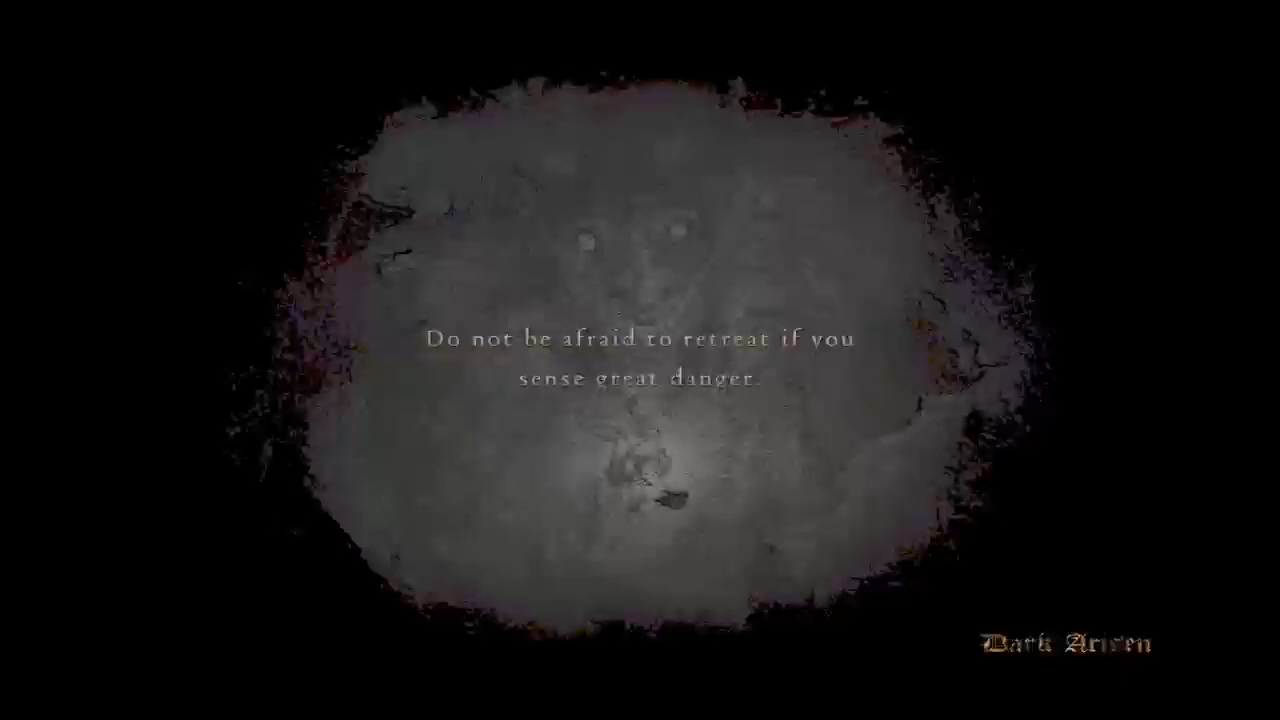 Do not be afraid to retreat if you
sense great danger.
Dark Arisen